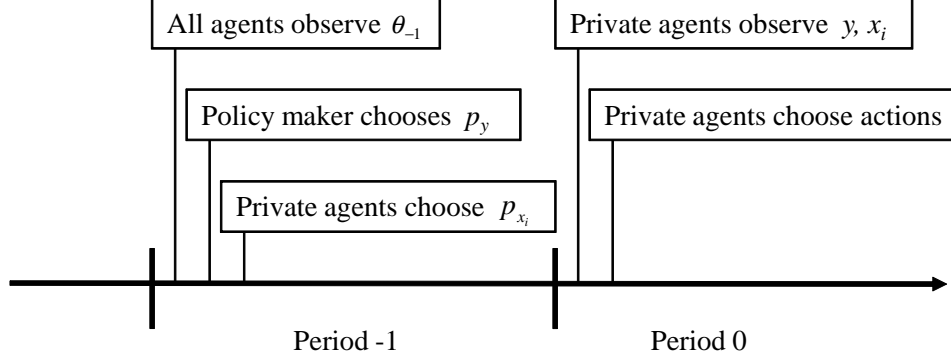 All agents observe θ₋₁
Private agents observe y, xᵢ
Policy maker chooses p_y
Private agents choose actions
Private agents choose p_{x_i}
Period -1
Period 0